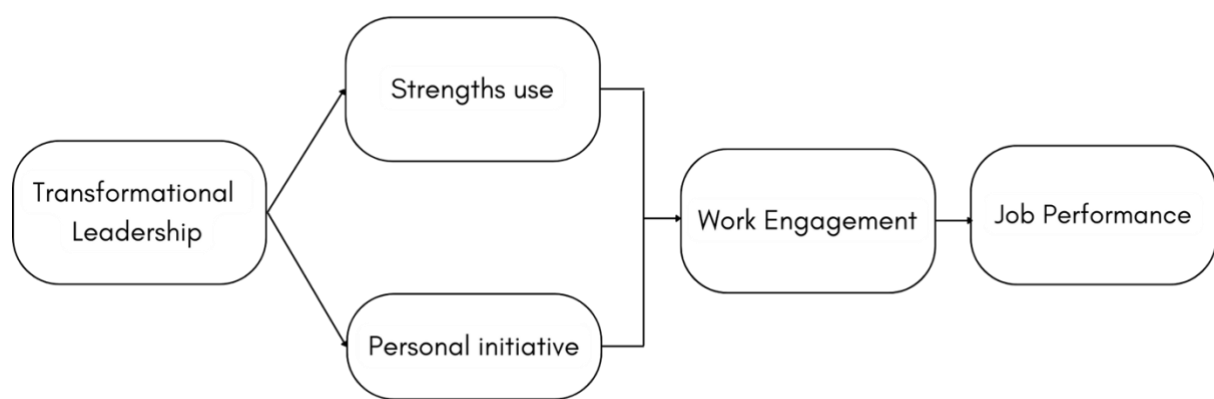 Strengths use
Transformational
Leadership
Work Engagement
Job Performance
Personal initiative